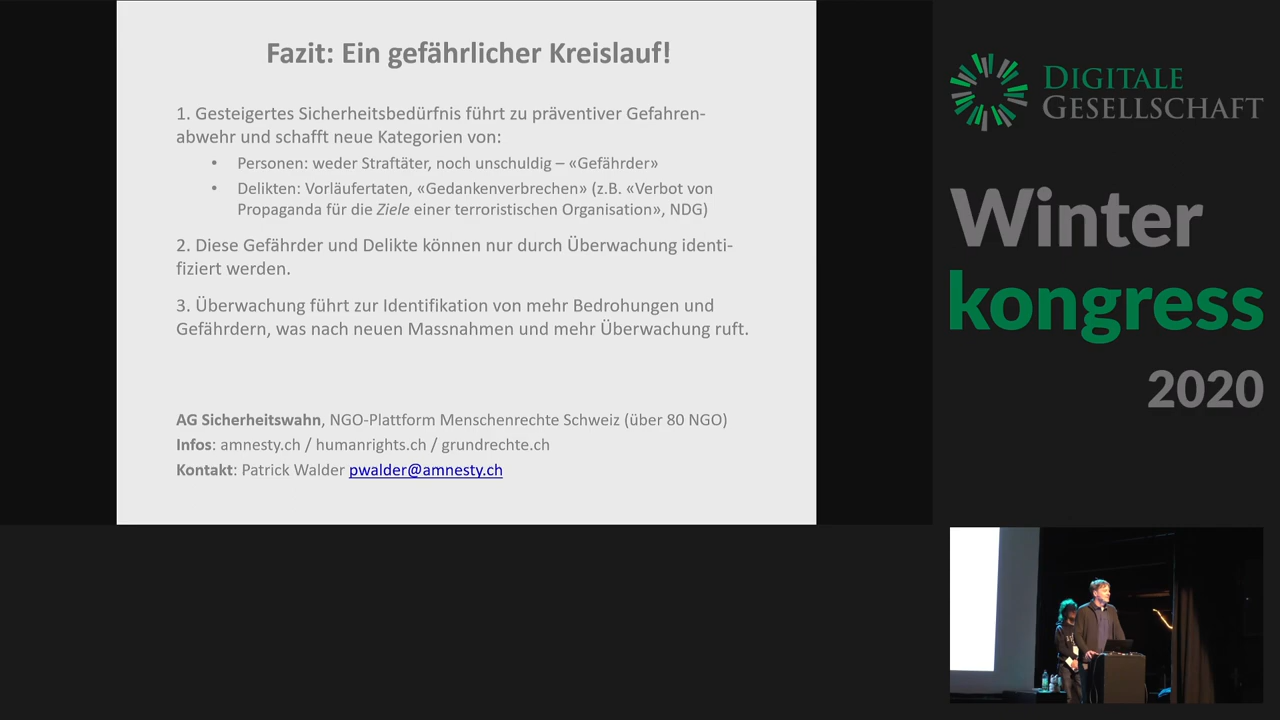 Fazit: Ein gefährlicher Kreislauf!
1. Gesteigertes Sicherheitsbedürfnis führt zu präventiver Gefahren-
abwehr und schafft neue Kategorien von:
• Personen: weder Straftäter, noch unschuldig – «Gefährder»
• Delikten: Vorläufertaten, «Gedankenverbrechen» (z.B. «Verbot von
Propaganda für die Ziele einer terroristischen Organisation», NDG)
2. Diese Gefährder und Delikte können nur durch Überwachung identi-
fiziert werden.
3. Überwachung führt zur Identifikation von mehr Bedrohungen und
Gefährdern, was nach neuen Massnahmen und mehr Überwachung ruft.
AG Sicherheitswahn, NGO-Plattform Menschenrechte Schweiz (über 80 NGO)
Infos: amnesty.ch / humanrights.ch / grundrechte.ch
Kontakt: Patrick Walder pwalder@amnesty.ch
DIGITALE
GESELLSCHAFT
Winter
kongress
2020